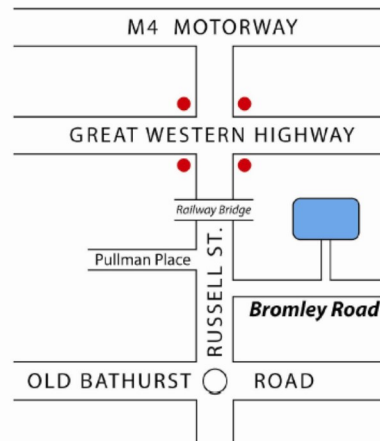 M4 MOTORWAY
GREAT WESTERN HIGHWAY
Railway Bridge
Pullman Place
RUSSELL ST.
Bromley Road
OLD BATHURST ROAD